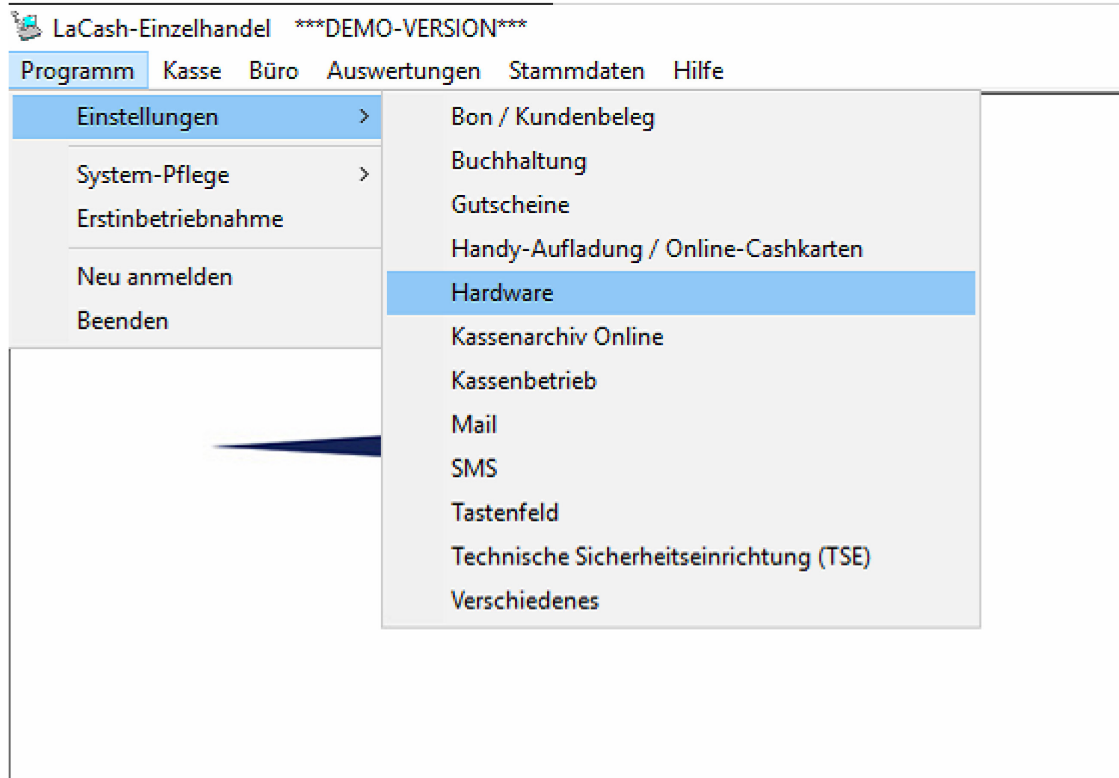 LaCash-Einzelhandel ***DEMO-VERSION***
Programm Kasse Büro Auswertungen Stammdaten Hilfe
Einstellungen >
System-Pflege >
Erstinbetriebnahme
Neu anmelden
Beenden
Bon / Kundenbeleg
Buchhaltung
Gutscheine
Handy-Aufladung / Online-Cashkarten
Hardware
Kassenarchiv Online
Kassenbetrieb
Mail
SMS
Tastenfeld
Technische Sicherheitseinrichtung (TSE)
Verschiedenes